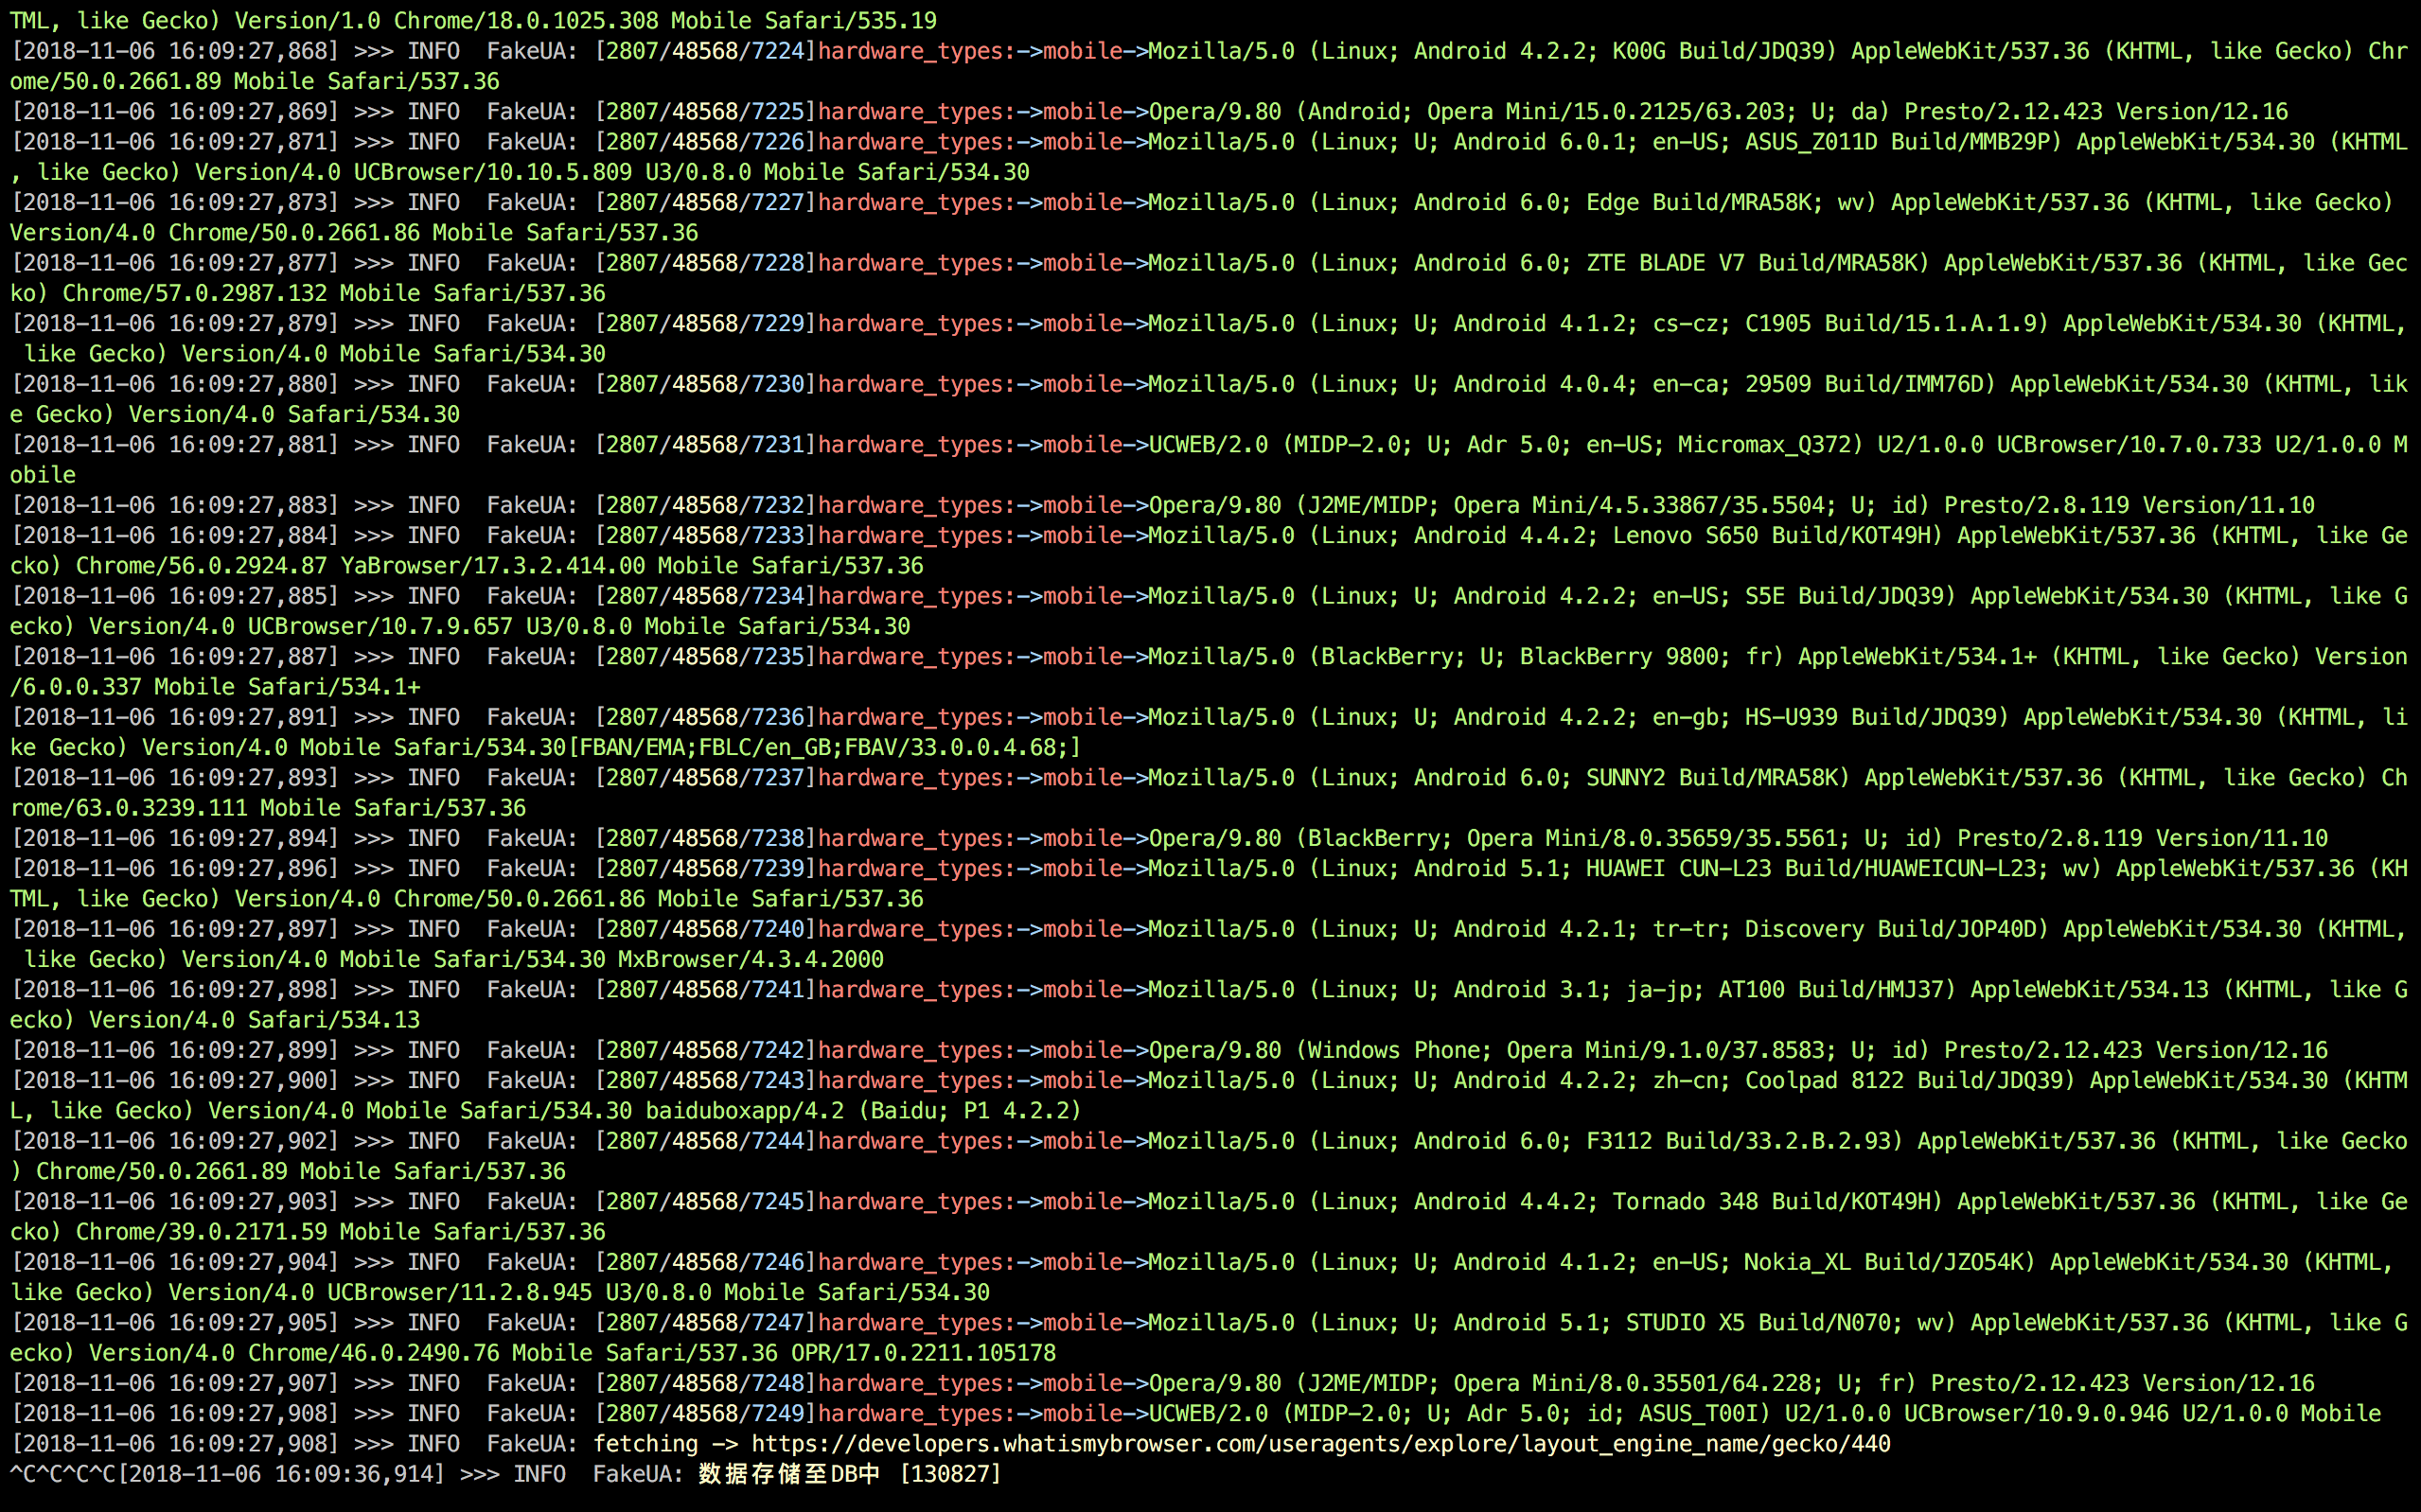 TML, like Gecko) Version/1.0 Chrome/18.0.1025.308 Mobile Safari/535.19
[2018-11-06 16:09:27,868] >>> INFO  FakeUA: [2807/48568/7224]hardware_types:->mobile->Mozilla/5.0 (Linux; Android 4.2.2; K00G Build/JDQ39) AppleWebKit/537.36 (KHTML, like Gecko) Chr
ome/50.0.2661.89 Mobile Safari/537.36
[2018-11-06 16:09:27,869] >>> INFO  FakeUA: [2807/48568/7225]hardware_types:->mobile->Opera/9.80 (Android; Opera Mini/15.0.2125/63.203; U; da) Presto/2.12.423 Version/12.16
[2018-11-06 16:09:27,871] >>> INFO  FakeUA: [2807/48568/7226]hardware_types:->mobile->Mozilla/5.0 (Linux; U; Android 6.0.1; en-US; ASUS_Z011D Build/MMB29P) AppleWebKit/534.30 (KHTML
, like Gecko) Version/4.0 UCBrowser/10.10.5.809 U3/0.8.0 Mobile Safari/534.30
[2018-11-06 16:09:27,873] >>> INFO  FakeUA: [2807/48568/7227]hardware_types:->mobile->Mozilla/5.0 (Linux; Android 6.0; Edge Build/MRA58K; wv) AppleWebKit/537.36 (KHTML, like Gecko)
Version/4.0 Chrome/50.0.2661.86 Mobile Safari/537.36
[2018-11-06 16:09:27,877] >>> INFO  FakeUA: [2807/48568/7228]hardware_types:->mobile->Mozilla/5.0 (Linux; Android 6.0; ZTE BLADE V7 Build/MRA58K) AppleWebKit/537.36 (KHTML, like Gec
ko) Chrome/57.0.2987.132 Mobile Safari/537.36
[2018-11-06 16:09:27,879] >>> INFO  FakeUA: [2807/48568/7229]hardware_types:->mobile->Mozilla/5.0 (Linux; U; Android 4.1.2; cs-cz; C1905 Build/15.1.A.1.9) AppleWebKit/534.30 (KHTML,
 like Gecko) Version/4.0 Mobile Safari/534.30
[2018-11-06 16:09:27,880] >>> INFO  FakeUA: [2807/48568/7230]hardware_types:->mobile->Mozilla/5.0 (Linux; U; Android 4.0.4; en-ca; 29509 Build/IMM76D) AppleWebKit/534.30 (KHTML, lik
e Gecko) Version/4.0 Safari/534.30
[2018-11-06 16:09:27,881] >>> INFO  FakeUA: [2807/48568/7231]hardware_types:->mobile->UCWEB/2.0 (MIDP-2.0; U; Adr 5.0; en-US; Micromax_Q372) U2/1.0.0 UCBrowser/10.7.0.733 U2/1.0.0 M
obile
[2018-11-06 16:09:27,883] >>> INFO  FakeUA: [2807/48568/7232]hardware_types:->mobile->Opera/9.80 (J2ME/MIDP; Opera Mini/4.5.33867/35.5504; U; id) Presto/2.8.119 Version/11.10
[2018-11-06 16:09:27,884] >>> INFO  FakeUA: [2807/48568/7233]hardware_types:->mobile->Mozilla/5.0 (Linux; Android 4.4.2; Lenovo S650 Build/KOT49H) AppleWebKit/537.36 (KHTML, like Ge
cko) Chrome/56.0.2924.87 YaBrowser/17.3.2.414.00 Mobile Safari/537.36
[2018-11-06 16:09:27,885] >>> INFO  FakeUA: [2807/48568/7234]hardware_types:->mobile->Mozilla/5.0 (Linux; U; Android 4.2.2; en-US; S5E Build/JDQ39) AppleWebKit/534.30 (KHTML, like G
ecko) Version/4.0 UCBrowser/10.7.9.657 U3/0.8.0 Mobile Safari/534.30
[2018-11-06 16:09:27,887] >>> INFO  FakeUA: [2807/48568/7235]hardware_types:->mobile->Mozilla/5.0 (BlackBerry; U; BlackBerry 9800; fr) AppleWebKit/534.1+ (KHTML, like Gecko) Version
/6.0.0.337 Mobile Safari/534.1+
[2018-11-06 16:09:27,891] >>> INFO  FakeUA: [2807/48568/7236]hardware_types:->mobile->Mozilla/5.0 (Linux; U; Android 4.2.2; en-gb; HS-U939 Build/JDQ39) AppleWebKit/534.30 (KHTML, li
ke Gecko) Version/4.0 Mobile Safari/534.30[FBAN/EMA;FBLC/en_GB;FBAV/33.0.0.4.68;]
[2018-11-06 16:09:27,893] >>> INFO  FakeUA: [2807/48568/7237]hardware_types:->mobile->Mozilla/5.0 (Linux; Android 6.0; SUNNY2 Build/MRA58K) AppleWebKit/537.36 (KHTML, like Gecko) Ch
rome/63.0.3239.111 Mobile Safari/537.36
[2018-11-06 16:09:27,894] >>> INFO  FakeUA: [2807/48568/7238]hardware_types:->mobile->Opera/9.80 (BlackBerry; Opera Mini/8.0.35659/35.5561; U; id) Presto/2.8.119 Version/11.10
[2018-11-06 16:09:27,896] >>> INFO  FakeUA: [2807/48568/7239]hardware_types:->mobile->Mozilla/5.0 (Linux; Android 5.1; HUAWEI CUN-L23 Build/HUAWEICUN-L23; wv) AppleWebKit/537.36 (KH
TML, like Gecko) Version/4.0 Chrome/50.0.2661.86 Mobile Safari/537.36
[2018-11-06 16:09:27,897] >>> INFO  FakeUA: [2807/48568/7240]hardware_types:->mobile->Mozilla/5.0 (Linux; U; Android 4.2.1; tr-tr; Discovery Build/JOP40D) AppleWebKit/534.30 (KHTML,
 like Gecko) Version/4.0 Mobile Safari/534.30 MxBrowser/4.3.4.2000
[2018-11-06 16:09:27,898] >>> INFO  FakeUA: [2807/48568/7241]hardware_types:->mobile->Mozilla/5.0 (Linux; U; Android 3.1; ja-jp; AT100 Build/HMJ37) AppleWebKit/534.13 (KHTML, like G
ecko) Version/4.0 Safari/534.13
[2018-11-06 16:09:27,899] >>> INFO  FakeUA: [2807/48568/7242]hardware_types:->mobile->Opera/9.80 (Windows Phone; Opera Mini/9.1.0/37.8583; U; id) Presto/2.12.423 Version/12.16
[2018-11-06 16:09:27,900] >>> INFO  FakeUA: [2807/48568/7243]hardware_types:->mobile->Mozilla/5.0 (Linux; U; Android 4.2.2; zh-cn; Coolpad 8122 Build/JDQ39) AppleWebKit/534.30 (KHTM
L, like Gecko) Version/4.0 Mobile Safari/534.30 baiduboxapp/4.2 (Baidu; P1 4.2.2)
[2018-11-06 16:09:27,902] >>> INFO  FakeUA: [2807/48568/7244]hardware_types:->mobile->Mozilla/5.0 (Linux; Android 6.0; F3112 Build/33.2.B.2.93) AppleWebKit/537.36 (KHTML, like Gecko
) Chrome/50.0.2661.89 Mobile Safari/537.36
[2018-11-06 16:09:27,903] >>> INFO  FakeUA: [2807/48568/7245]hardware_types:->mobile->Mozilla/5.0 (Linux; Android 4.4.2; Tornado 348 Build/KOT49H) AppleWebKit/537.36 (KHTML, like Ge
cko) Chrome/39.0.2171.59 Mobile Safari/537.36
[2018-11-06 16:09:27,904] >>> INFO  FakeUA: [2807/48568/7246]hardware_types:->mobile->Mozilla/5.0 (Linux; U; Android 4.1.2; en-US; Nokia_XL Build/JZO54K) AppleWebKit/534.30 (KHTML,
like Gecko) Version/4.0 UCBrowser/11.2.8.945 U3/0.8.0 Mobile Safari/534.30
[2018-11-06 16:09:27,905] >>> INFO  FakeUA: [2807/48568/7247]hardware_types:->mobile->Mozilla/5.0 (Linux; U; Android 5.1; STUDIO X5 Build/N070; wv) AppleWebKit/537.36 (KHTML, like G
ecko) Version/4.0 Chrome/46.0.2490.76 Mobile Safari/537.36 OPR/17.0.2211.105178
[2018-11-06 16:09:27,907] >>> INFO  FakeUA: [2807/48568/7248]hardware_types:->mobile->Opera/9.80 (J2ME/MIDP; Opera Mini/8.0.35501/64.228; U; fr) Presto/2.12.423 Version/12.16
[2018-11-06 16:09:27,908] >>> INFO  FakeUA: [2807/48568/7249]hardware_types:->mobile->UCWEB/2.0 (MIDP-2.0; U; Adr 5.0; id; ASUS_T00I) U2/1.0.0 UCBrowser/10.9.0.946 U2/1.0.0 Mobile
[2018-11-06 16:09:27,908] >>> INFO  FakeUA: fetching -> https://developers.whatismybrowser.com/useragents/explore/layout_engine_name/gecko/440
^C^C^C^C[2018-11-06 16:09:36,914] >>> INFO  FakeUA: 数据存储至DB中 [130827]